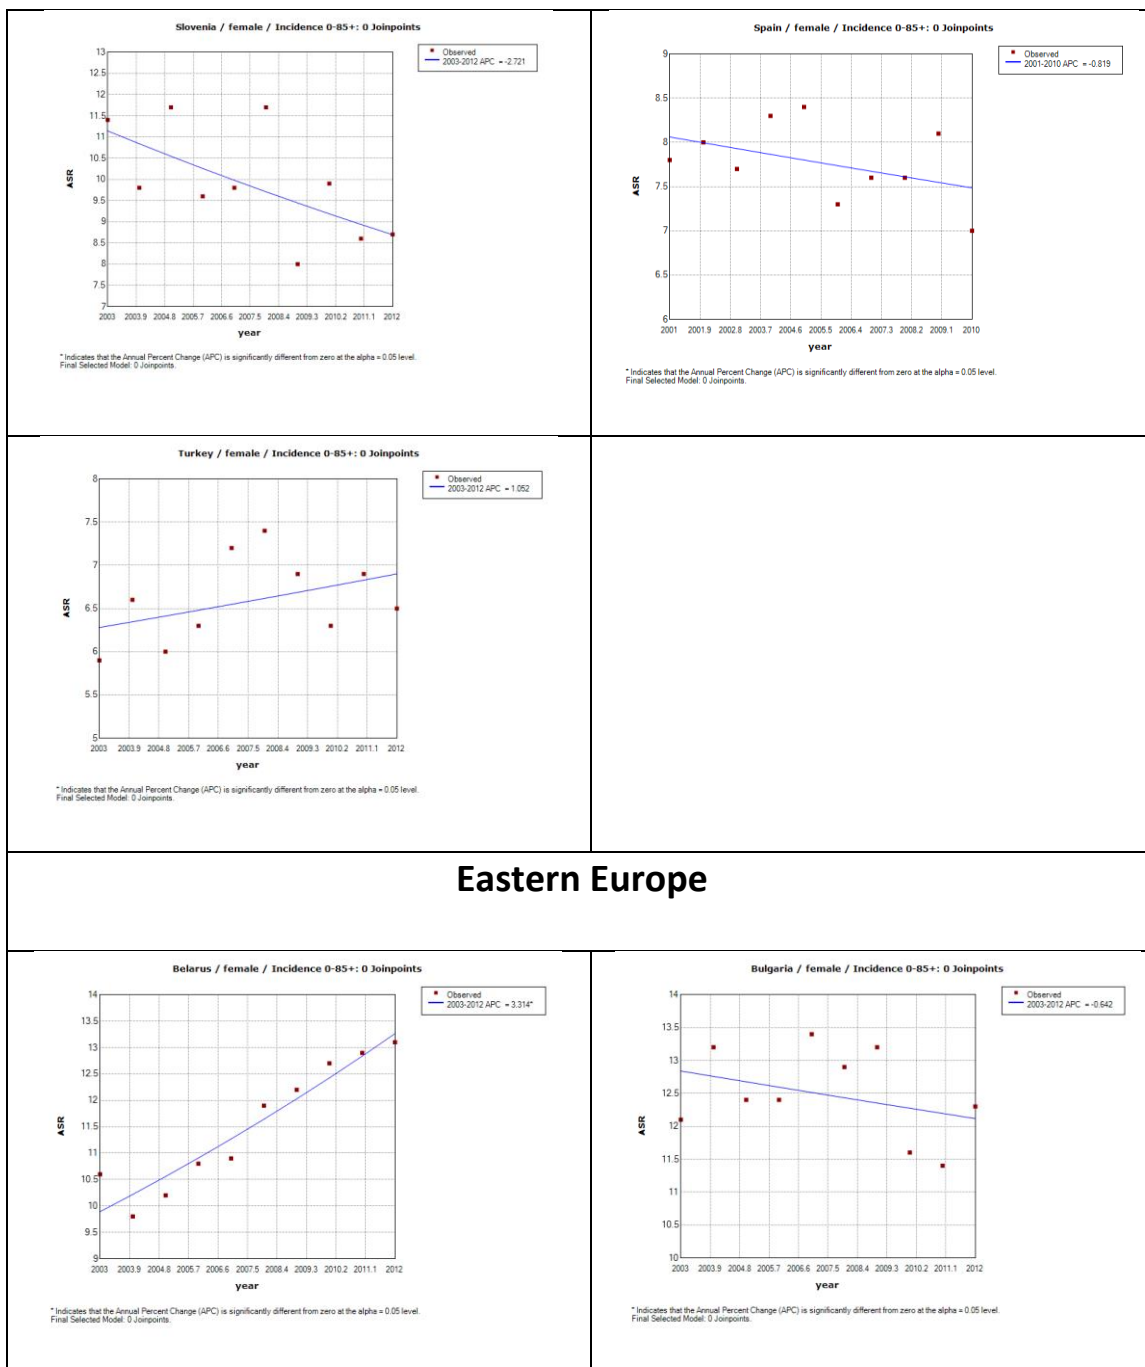 Slovenia / female / Incidence 0-85+: 0 Joinpoints
Observed
2003-2012 APC = -2.721
13
12.5
12
11.5
11
10.5
10
9.5
9
8.5
8
7.5
7
ASR
2003 2003.9 2004.8 2005.7 2006.6 2007.5 2008.4 2009.3 2010.2 2011.1 2012
year
* Indicates that the Annual Percent Change (APC) is significantly different from zero at the alpha = 0.05 level.
Final Selected Model: 0 Joinpoints.
Spain / female / Incidence 0-85+: 0 Joinpoints
Observed
2001-2010 APC = -0.819
9
8.5
8
7.5
7
6.5
6
ASR
2001 2001.9 2002.8 2003.7 2004.6 2005.5 2006.4 2007.3 2008.2 2009.1 2010
year
* Indicates that the Annual Percent Change (APC) is significantly different from zero at the alpha = 0.05 level.
Final Selected Model: 0 Joinpoints.
Turkey / female / Incidence 0-85+: 0 Joinpoints
Observed
2003-2012 APC = 1.052
8
7.5
7
6.5
6
5.5
5
ASR
2003 2003.9 2004.8 2005.7 2006.6 2007.5 2008.4 2009.3 2010.2 2011.1 2012
year
* Indicates that the Annual Percent Change (APC) is significantly different from zero at the alpha = 0.05 level.
Final Selected Model: 0 Joinpoints.
Eastern Europe
Belarus / female / Incidence 0-85+: 0 Joinpoints
Observed
2003-2012 APC = 3.314*
14
13.5
13
12.5
12
11.5
11
10.5
10
9.5
9
ASR
2003 2003.9 2004.8 2005.7 2006.6 2007.5 2008.4 2009.3 2010.2 2011.1 2012
year
* Indicates that the Annual Percent Change (APC) is significantly different from zero at the alpha = 0.05 level.
Final Selected Model: 0 Joinpoints.
Bulgaria / female / Incidence 0-85+: 0 Joinpoints
Observed
2003-2012 APC = -0.642
14
13.5
13
12.5
12
11.5
11
10.5
10
ASR
2003 2003.9 2004.8 2005.7 2006.6 2007.5 2008.4 2009.3 2010.2 2011.1 2012
year
* Indicates that the Annual Percent Change (APC) is significantly different from zero at the alpha = 0.05 level.
Final Selected Model: 0 Joinpoints.